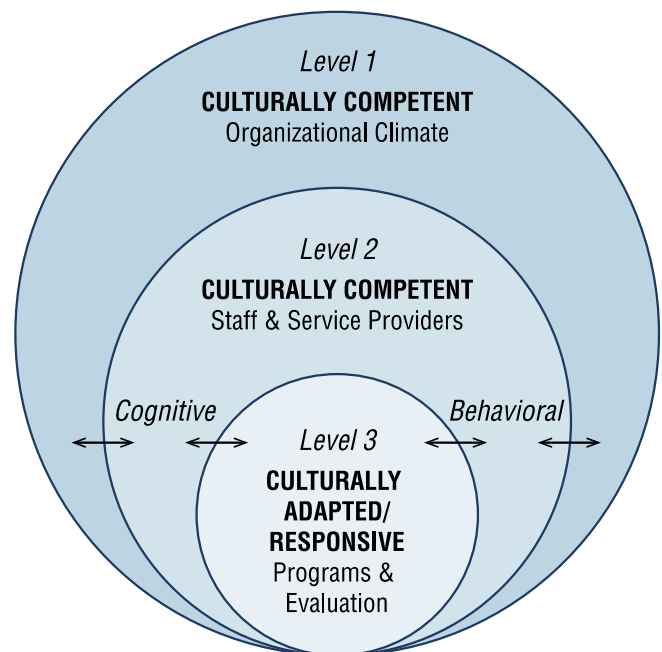 Level 1
CULTURALLY COMPETENT
Organizational Climate
Level 2
CULTURALLY COMPETENT
Staff & Service Providers
Cognitive
Behavioral
Level 3
CULTURALLY
ADAPTED/
RESPONSIVE
Programs &
Evaluation